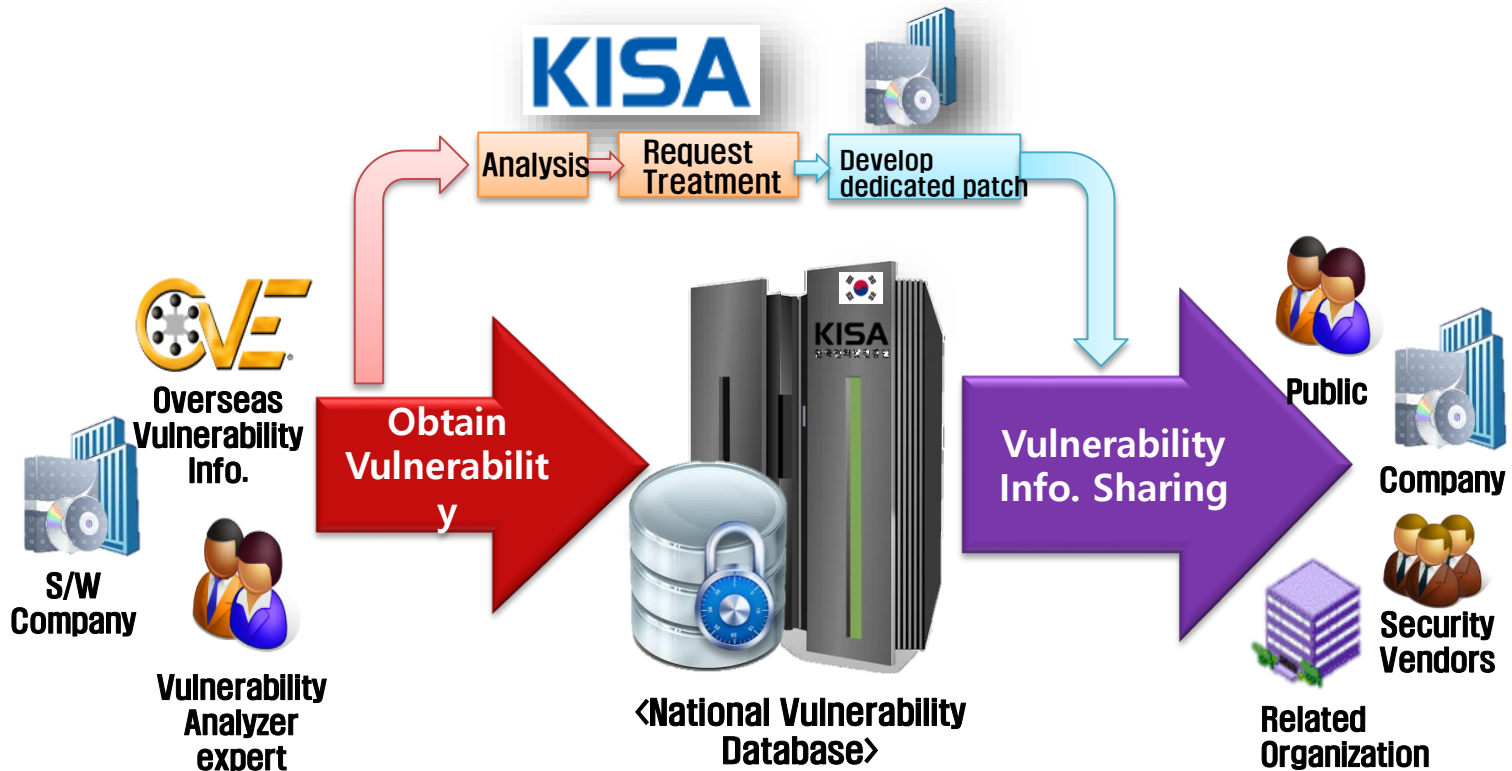 KISA
Analysis
Request
Treatment
Develop
dedicated patch
CVE
Overseas
Vulnerability
Info.
S/W
Company
Vulnerability
Analyzer
expert
Obtain
Vulnerabilit
y
KISA
<National Vulnerability
Database>
Vulnerability
Info. Sharing
Public
Company
Security
Vendors
Related
Organization